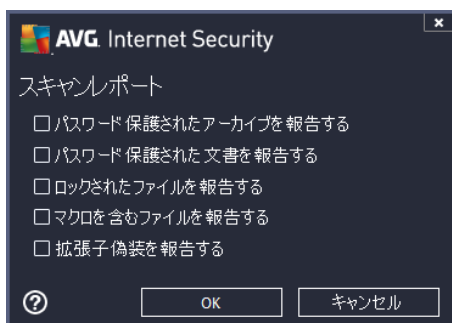 AVG. Internet Security
スキャンレポート
パスワード保護されたアーカイブを報告する
パスワード保護された文書を報告する
ロックされたファイルを報告する
マクロを含むファイルを報告する
拡張子偽装を報告する
OK
キャンセル